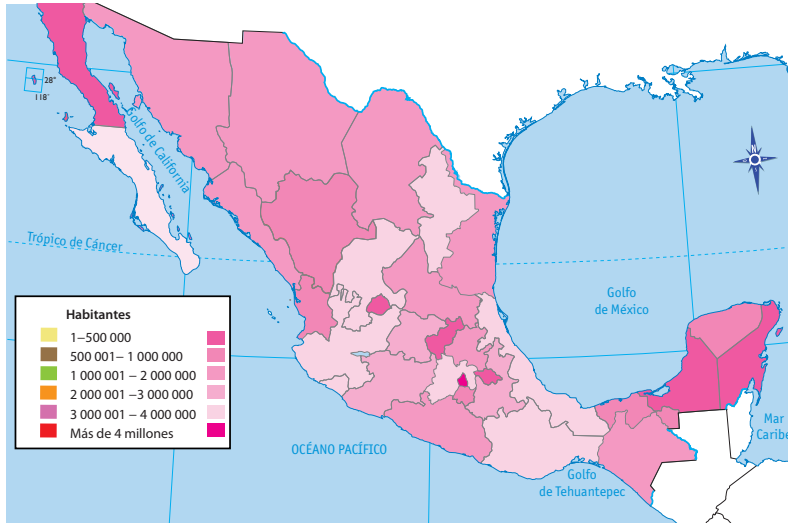 28°
118°
Golfo de California
Trópico de Cáncer
Golfo
de México
N
Habitantes
1–500 000
500 001– 1 000 000
1 000 001 – 2 000 000
2 000 001 –3 000 000
3 000 001 – 4 000 000
Más de 4 millones
OCÉANO PACÍFICO
Golfo
de Tehuantepec
Mar
Caribe